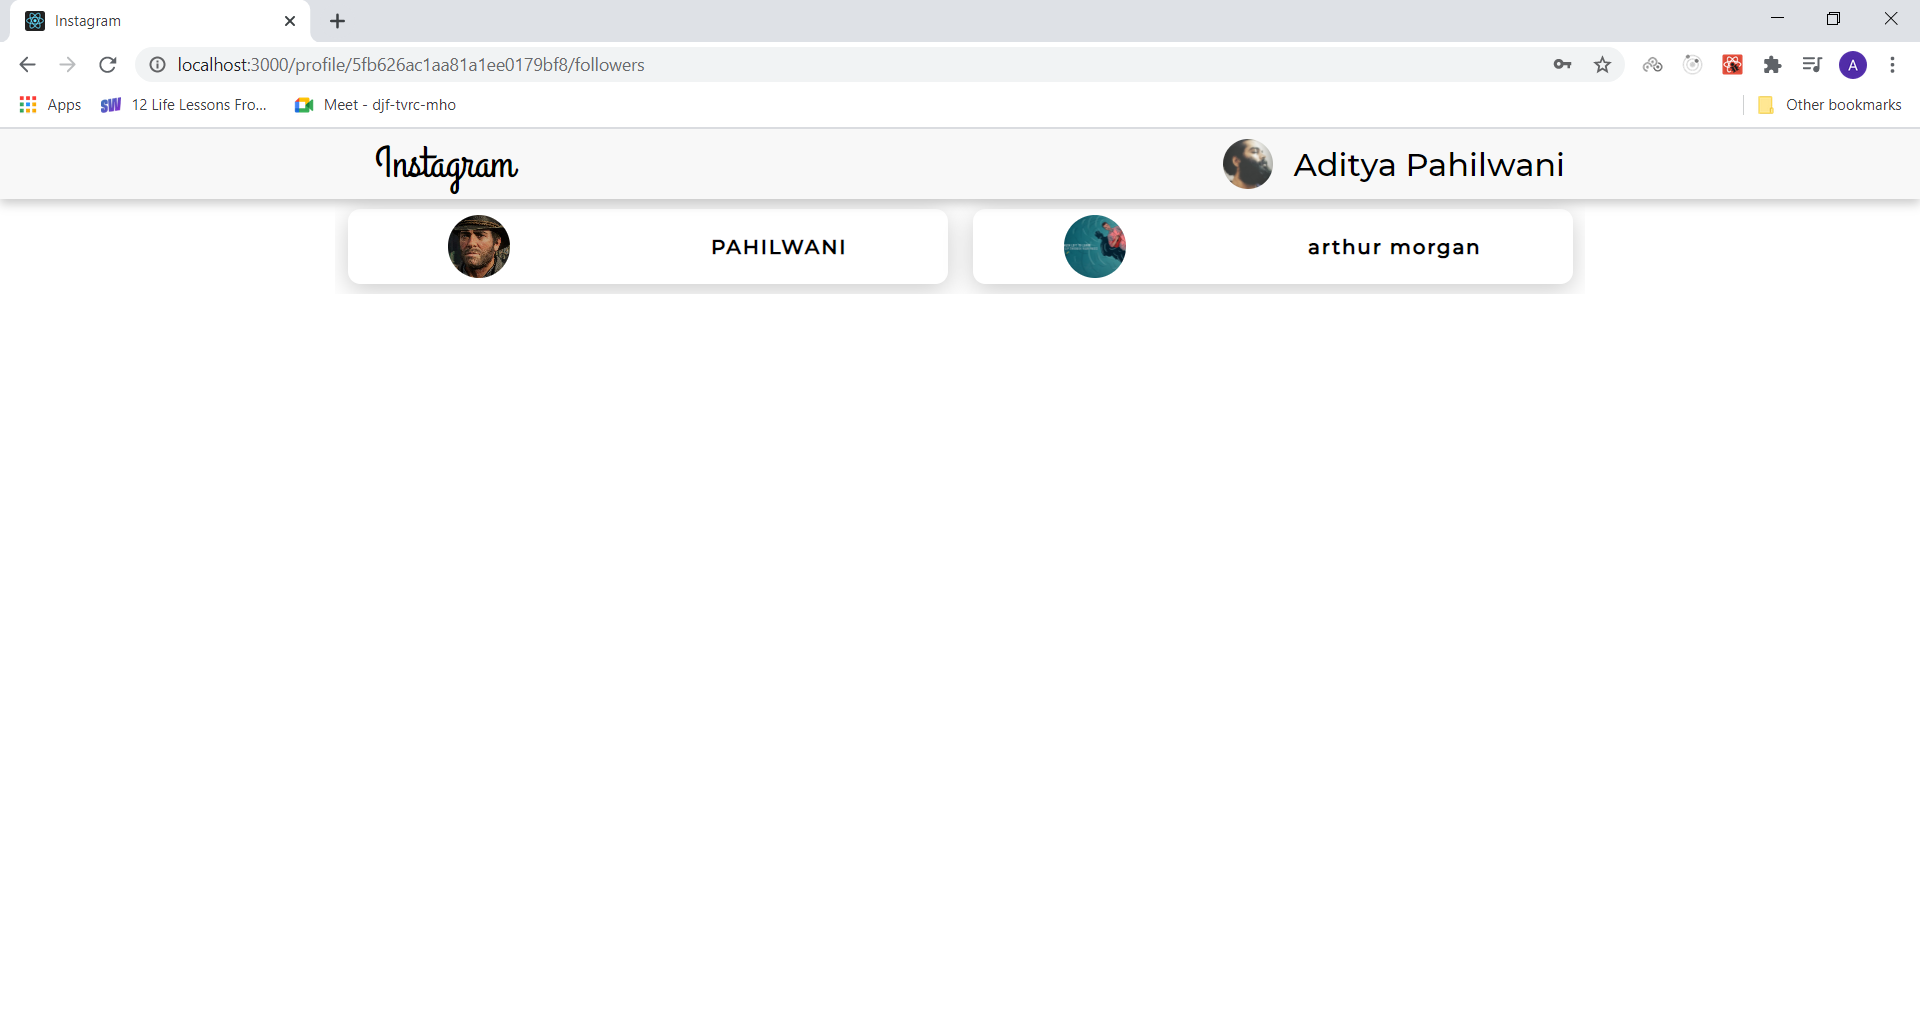 Instagram
localhost:3000/profile/5fb626ac1aa81a1ee0179bf8/followers
A
Apps
SW
12 Life Lessons Fro...
Meet - djf-tvrc-mho
Other bookmarks
Instagram
Aditya Pahilwani
PAHILWANI
arthur morgan